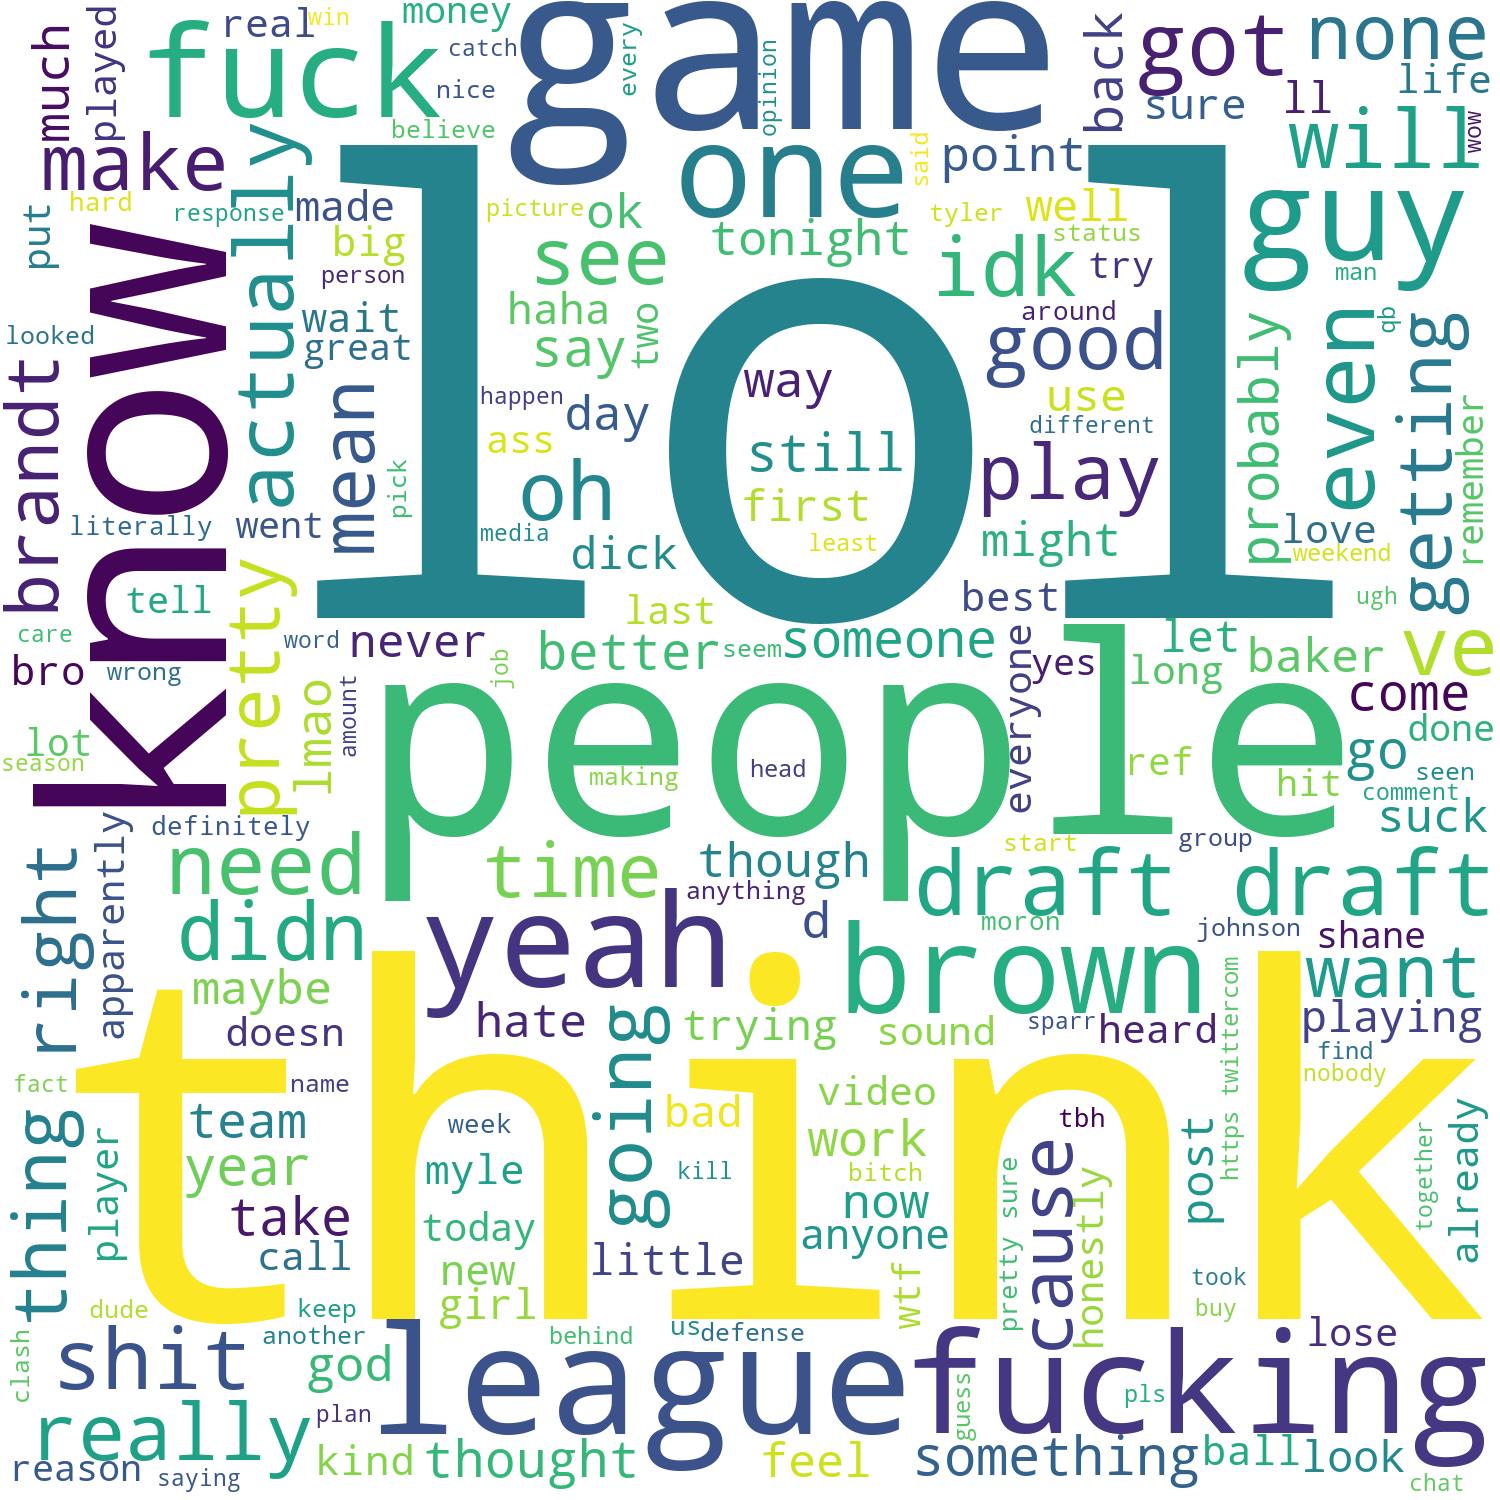 real
win
money
game
fuck
catch
every
nice
believe
opinion
back
got
none
life
sure
ll
will
wow
much
played
make
actually
one
said
point
guy
man
put
hard
response
made
big
person
picture
ok
see
tonight
tyler
well
status
idk
try
know
lol
looked
wait
great
haha
say
two
around
good
way
probably
even
qb
getting
remember
brandt
mean
pick
happen
day
ass
oh
still
first
least
use
different
play
literally
went
media
dick
might
love
weekend
tell
pretty
last
best
ugh
care
word
never
job
better
seem
someone
everyone
yes
let
long
baker
ve
bro
wrong
lmao
amount
people
come
lot
season
making
head
ref
hit
go
done
seen
comment
suck
definitely
need
time
though
anything
start
group
draft
draft
right
apparently
didn
maybe
yeah
d
moron
brown
johnson
shane
want
doesn
hate
going
trying
sound
sparr
heard
https twittercom
playing
find
nobody
fact
name
think
thing
player
team
year
take
call
week
myle
today
new
girl
bad
kill
little
video
work
bitch
now
anyone
wtf
pretty sure
tbh
cause
honestly
post
together
already
took
buy
dude
keep
another
behind
us
defense
clash
shit
god
league
fucking
lose
really
plan
guess
pls
reason
saying
kind
thought
feel
something
ball
look
chat